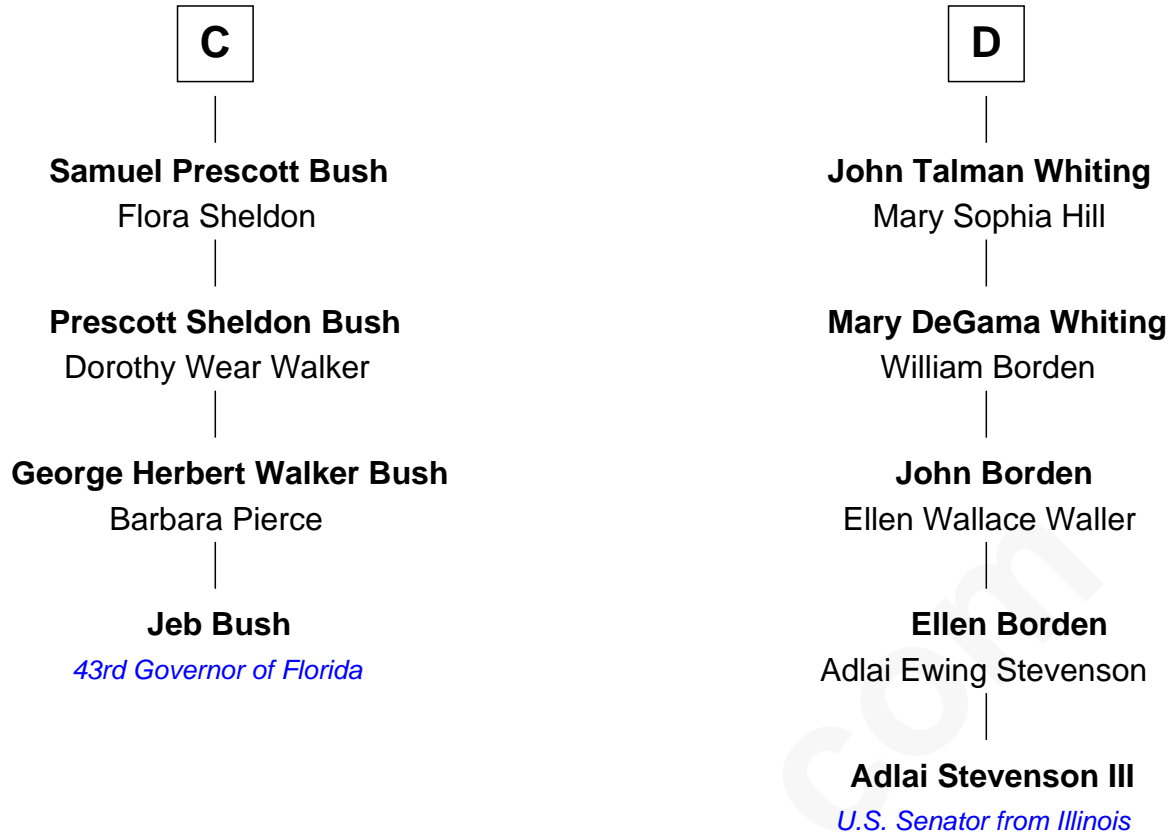 C
Samuel Prescott Bush
Flora Sheldon
Prescott Sheldon Bush
Dorothy Wear Walker
George Herbert Walker Bush
Barbara Pierce
Jeb Bush
43rd Governor of Florida
D
John Talman Whiting
Mary Sophia Hill
Mary DeGama Whiting
William Borden
John Borden
Ellen Wallace Waller
Ellen Borden
Adlai Ewing Stevenson
Adlai Stevenson III
U.S. Senator from Illinois
com